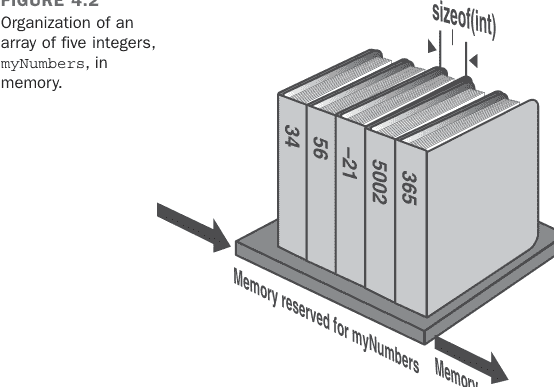 FIGURE 4.2
Organization of an
array of five integers,
myNumbers, in
memory.
sizeof(int)
34
56
–21
5002
365
Memory reserved for myNumbers
Memory